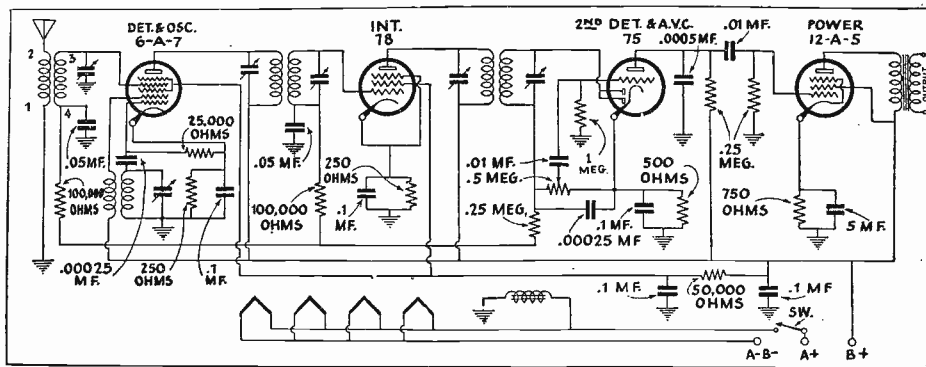 DET. & OSC.
6-A-7
INT.
78
2ND DET. & A.V.C.
75
.0005 MF.
.01 MF.
POWER
12-A-5
2
3
1
4
25,000
OHMS
.05 MF.
100,000
OHMS
.05 MF.
250
OHMS
100,000
OHMS
.1
MF.
.01 MF.
.5 MEG.
.25 MEG.
1
MEG.
500
OHMS
.1 MF.
.00025 MF
.25
MEG.
750
OHMS
5 MF.
OUTPUT
.00025
MF.
250
OHMS
.1
MF.
.1 MF.
50,000
OHMS
.1 MF
SW.
A-B-
A+
B+